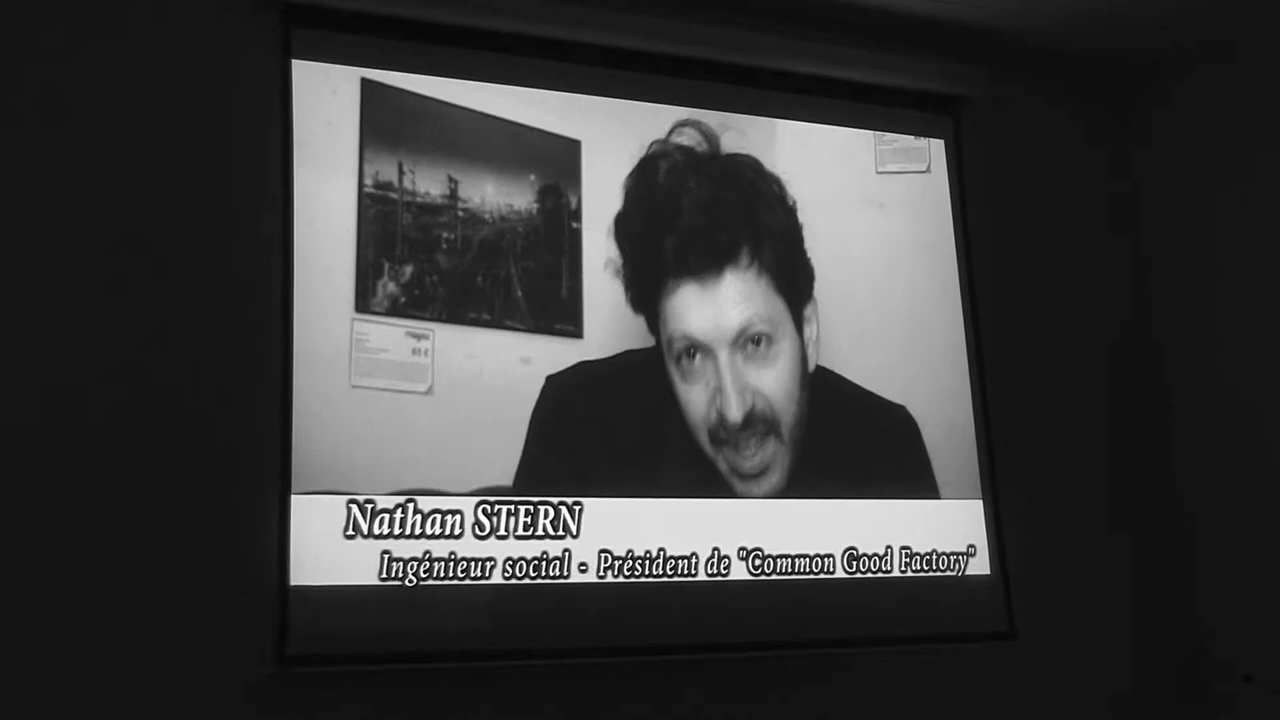 Nathan STERN
Ingénieur social - Président de "Common Good Factory"